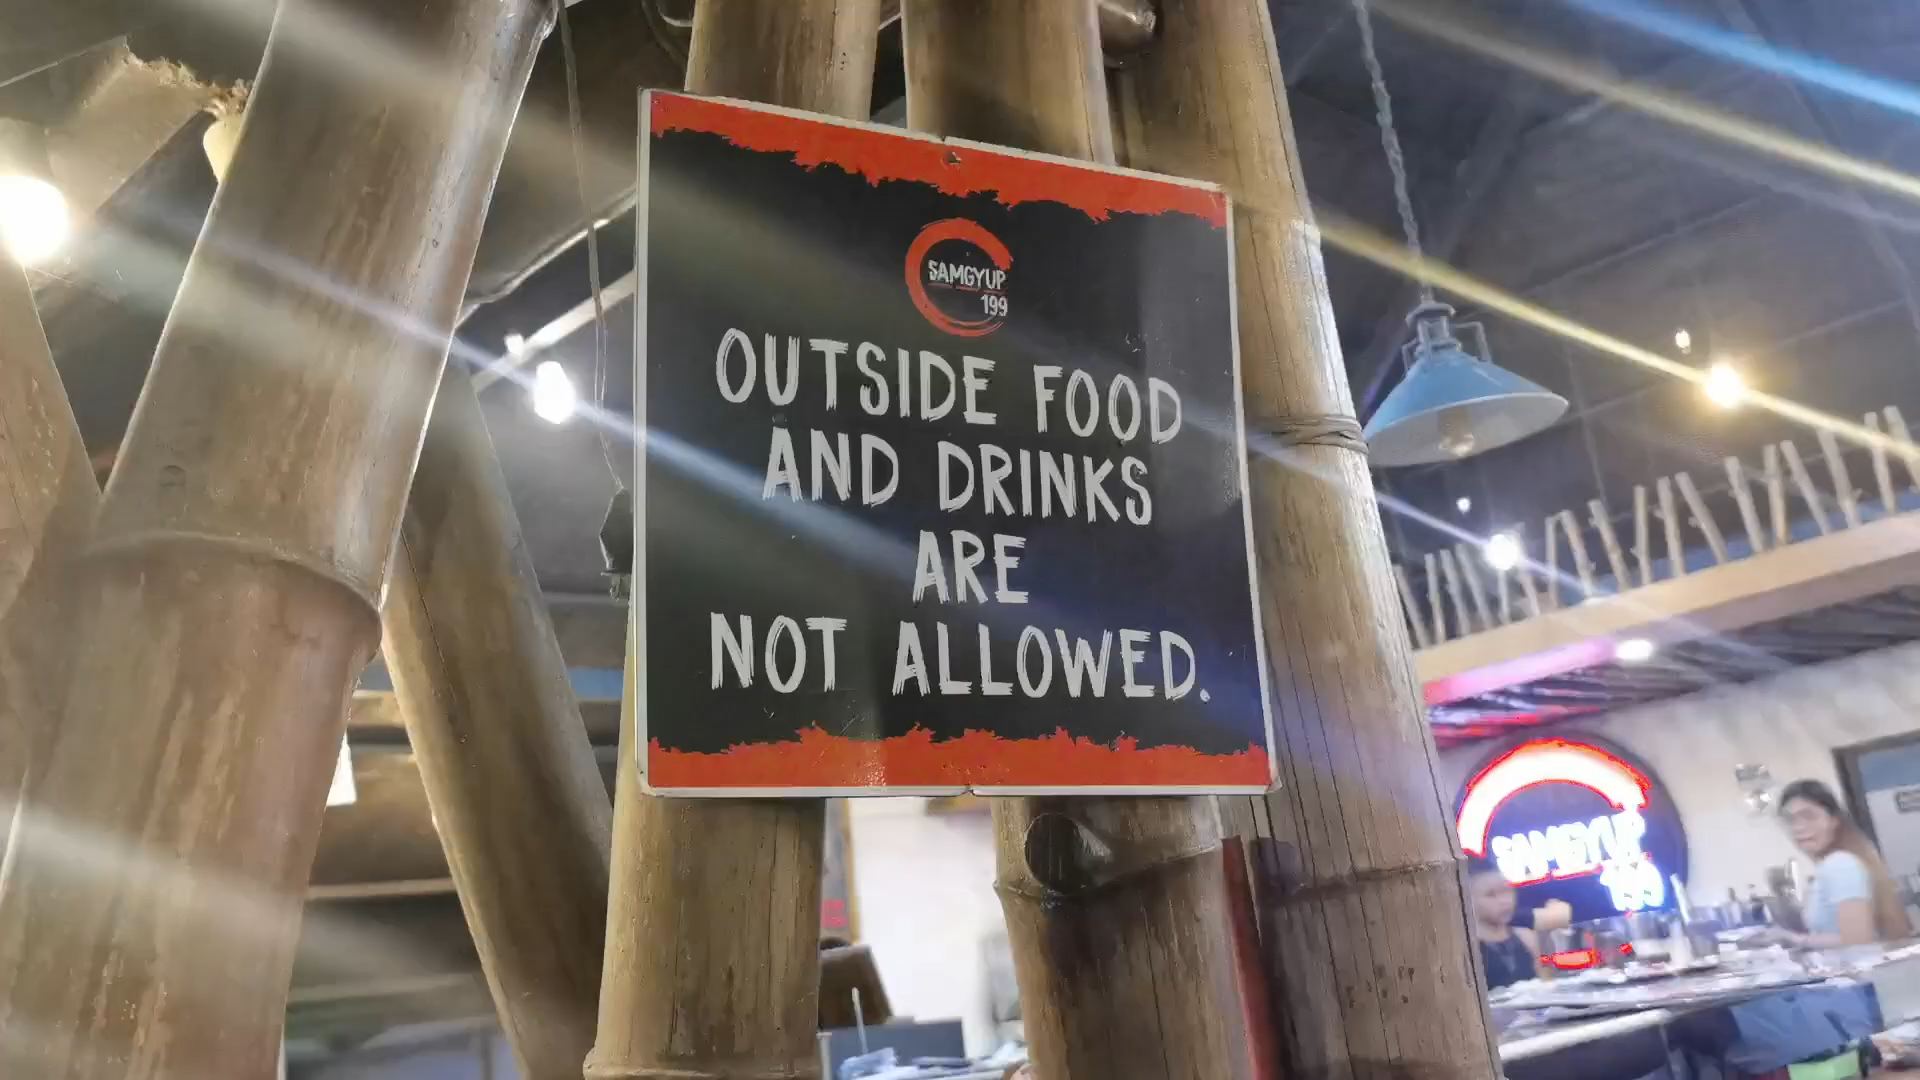 SAMGYUP
199
OUTSIDE FOOD
AND DRINKS
ARE
NOT ALLOWED.
SAMGYUP
199